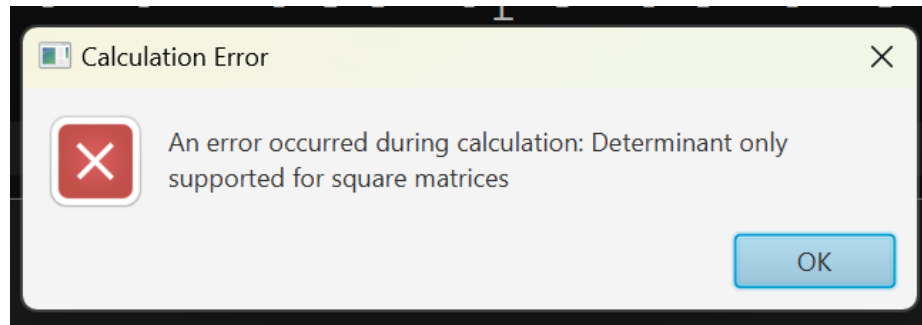 Calculation Error
An error occurred during calculation: Determinant only
supported for square matrices
OK